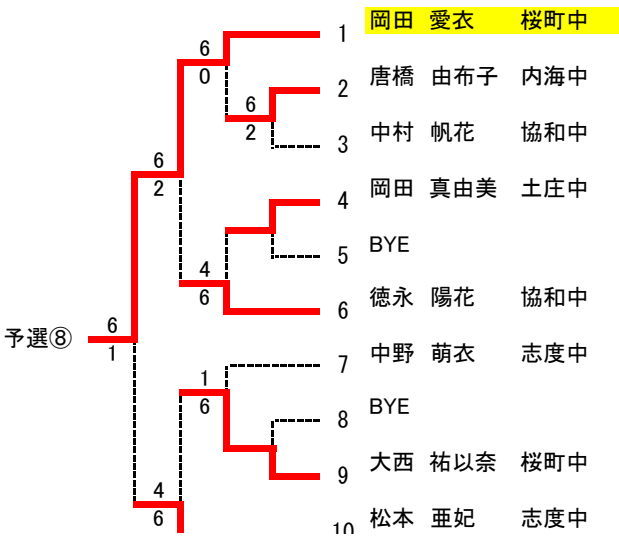 1 岡田 愛衣 桜町中
6
0
2 唐橋 由布子 内海中
6
2
3 中村 帆花 協和中
6
2
4 岡田 真由美 土庄中
5 BYE
4
6
6 徳永 陽花 協和中
予選⑧
6
1
7 中野 萌衣 志度中
1
6
8 BYE
9 大西 祐以奈 桜町中
4
6
10 松本 亜妃 志度中